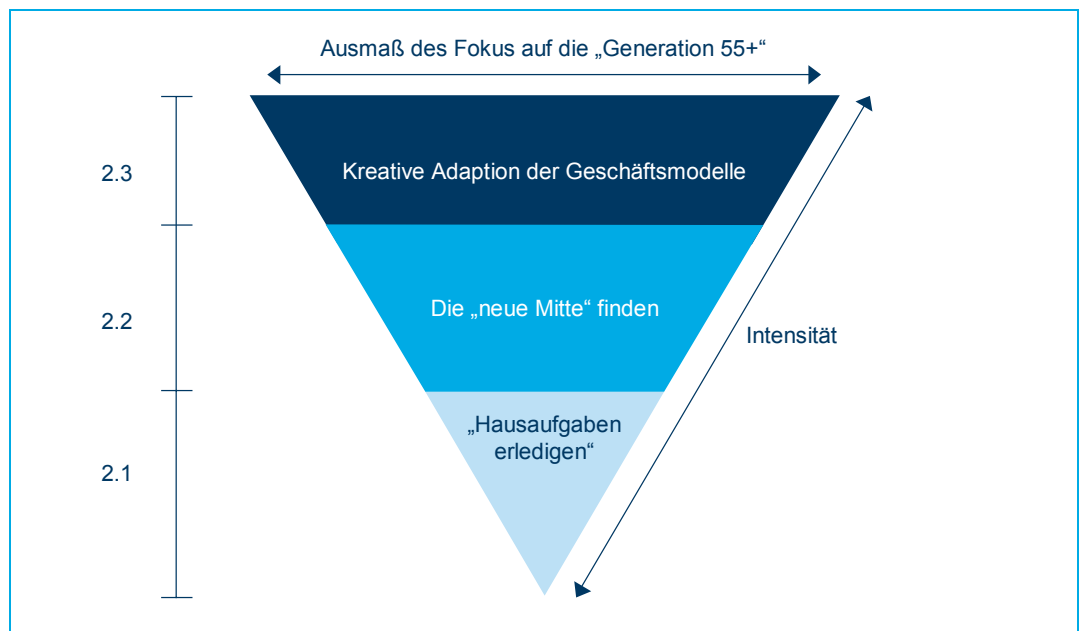 Ausmaß des Fokus auf die „Generation 55+“
2.3
Kreative Adaption der Geschäftsmodelle
2.2
Die „neue Mitte“ finden
Intensität
„Hausaufgaben
erledigen“
2.1